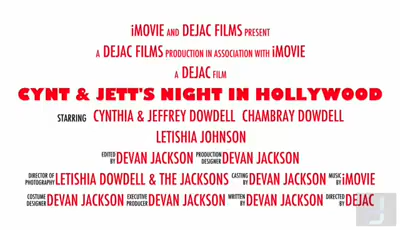 iMOVIE AND DEJAC FILMS PRESENT
A DEJAC FILMS PRODUCTION IN ASSOCIATION WITH iMOVIE
A DEJAC FILM
CYNT & JETT'S NIGHT IN HOLLYWOOD
STARRING CYNTHIA & JEFFREY DOWDELL CHAMBRAY DOWDELL
LETISHIA JOHNSON
EDITED BY DEVAN JACKSON PRODUCTION DESIGNER DEVAN JACKSON
DIRECTOR OF PHOTOGRAPHY LETISHIA DOWDELL & THE JACKSONS CASTING BY DEVAN JACKSON MUSIC BY iMOVIE
COSTUME DESIGNER DEVAN JACKSON EXECUTIVE PRODUCER DEVAN JACKSON WRITTEN BY DEVAN JACKSON DIRECTED BY DEJAC